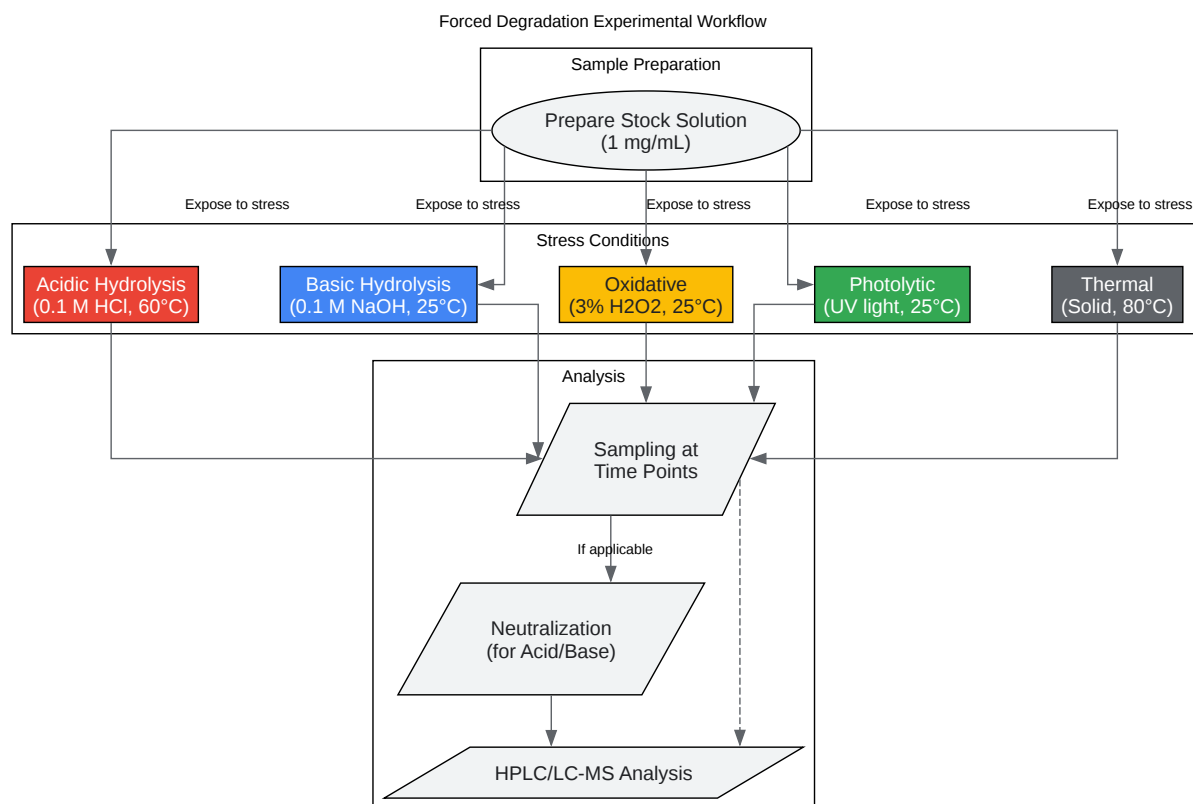 Forced Degradation Experimental Workflow
Sample Preparation
Prepare Stock Solution
(1 mg/mL)
Expose to stress
Expose to stress
Expose to stress
Expose to stress
Expose to stress
Stress Conditions
Acidic Hydrolysis
(0.1 M HCl, 60°C)
Basic Hydrolysis
(0.1 M NaOH, 25°C)
Oxidative
(3% H2O2, 25°C)
Photolytic
(UV light, 25°C)
Thermal
(Solid, 80°C)
Analysis
Sampling at
Time Points
If applicable
Neutralization
(for Acid/Base)
HPLC/LC-MS Analysis